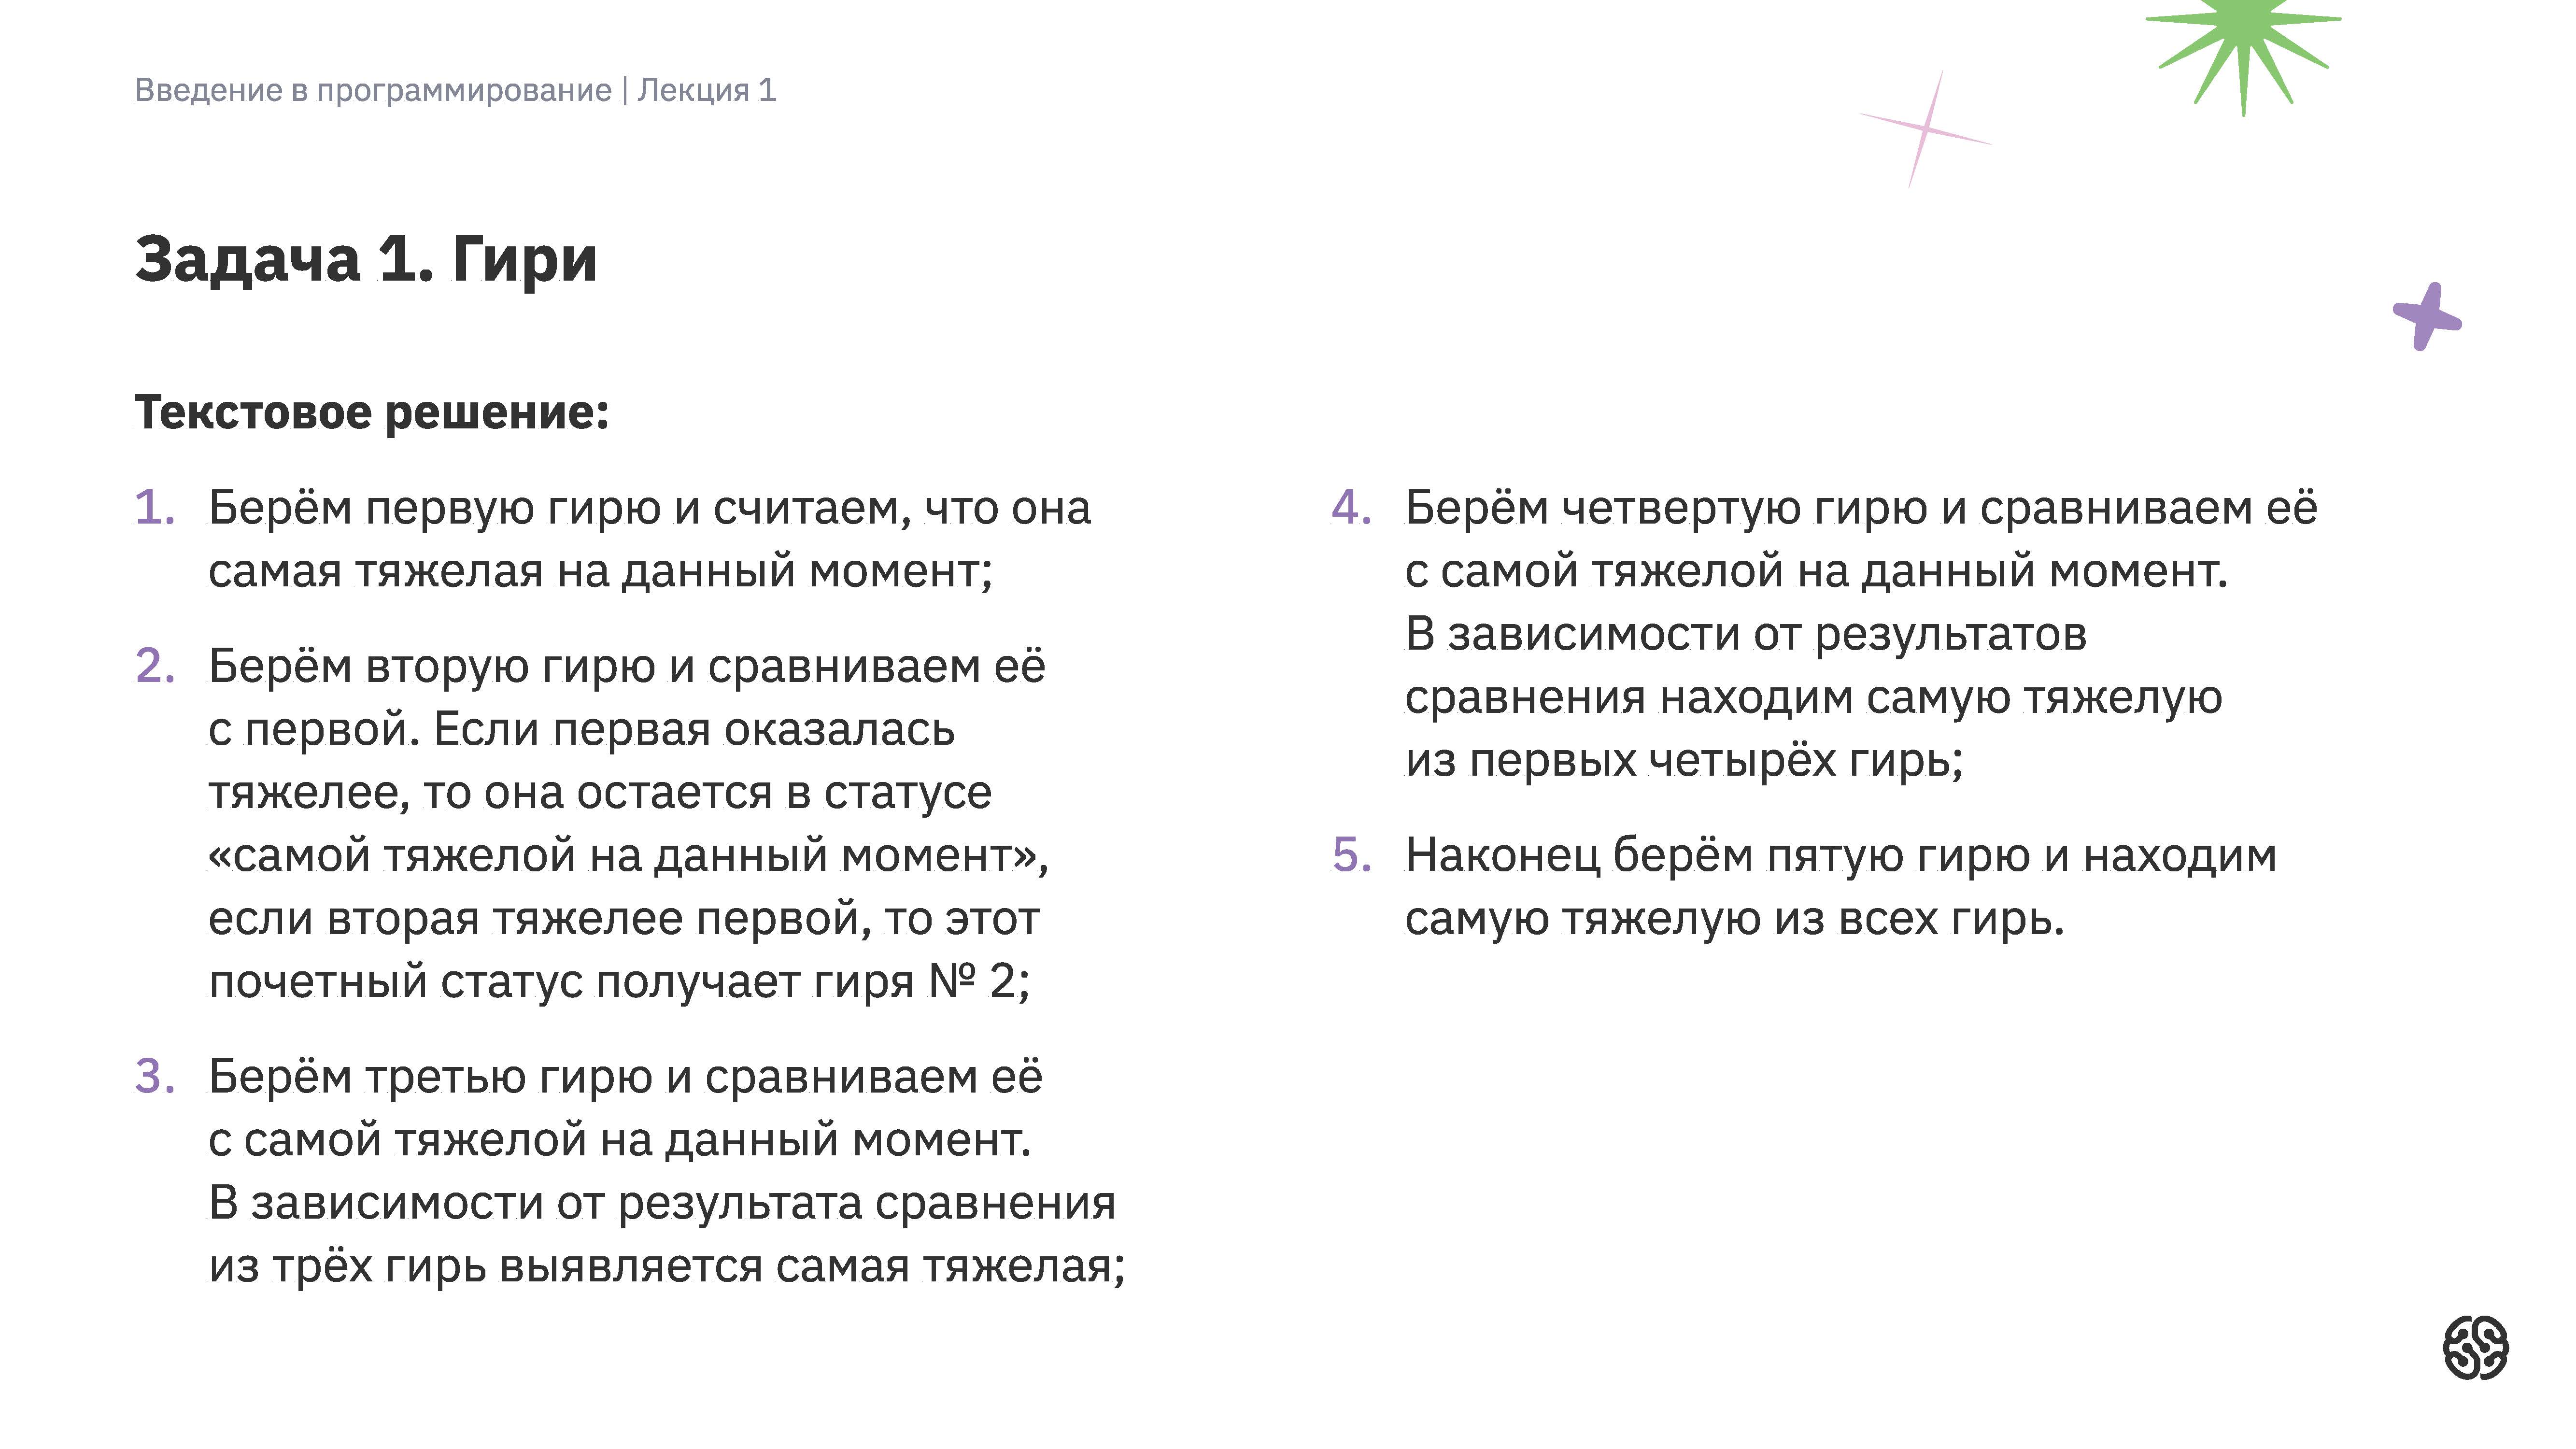 Введение в программирование | Лекция 1
Задача 1. Гири
Текстовое решение:
1. Берём первую гирю и считаем, что она
самая тяжелая на данный момент;
2. Берём вторую гирю и сравниваем её
с первой. Если первая оказалась
тяжелее, то она остается в статусе
«самой тяжелой на данный момент»,
если вторая тяжелее первой, то этот
почетный статус получает гиря № 2;
3. Берём третью гирю и сравниваем её
с самой тяжелой на данный момент.
В зависимости от результата сравнения
из трёх гирь выявляется самая тяжелая;
4. Берём четвертую гирю и сравниваем её
с самой тяжелой на данный момент.
В зависимости от результатов
сравнения находим самую тяжелую
из первых четырёх гирь;
5. Наконец берём пятую гирю и находим
самую тяжелую из всех гирь.